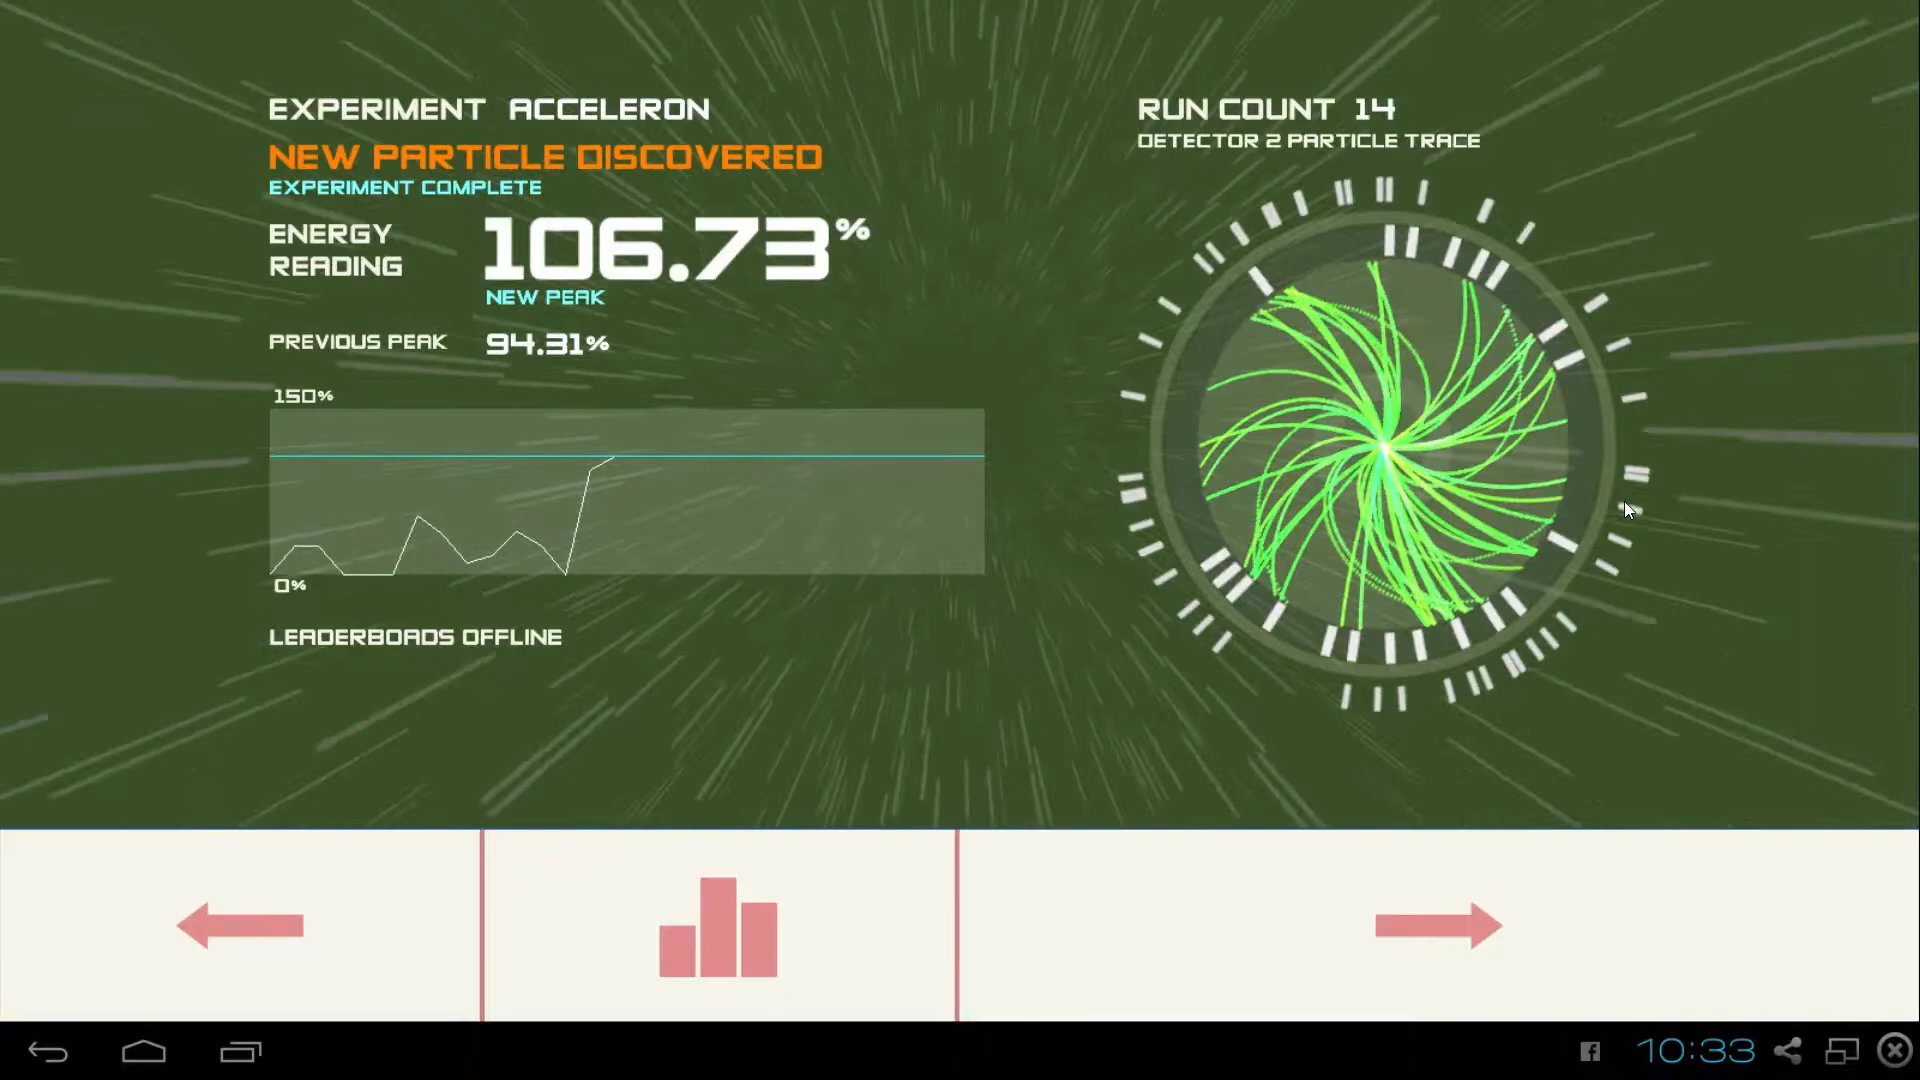 EXPERIMENT ACCELERON
NEW PARTICLE DISCOVERED
EXPERIMENT COMPLETE
ENERGY READING 106.73%
NEW PEAK
PREVIOUS PEAK 94.31%
150%
0%
LEADERBOADS OFFLINE
RUN COUNT 14
DETECTOR 2 PARTICLE TRACE
10:33